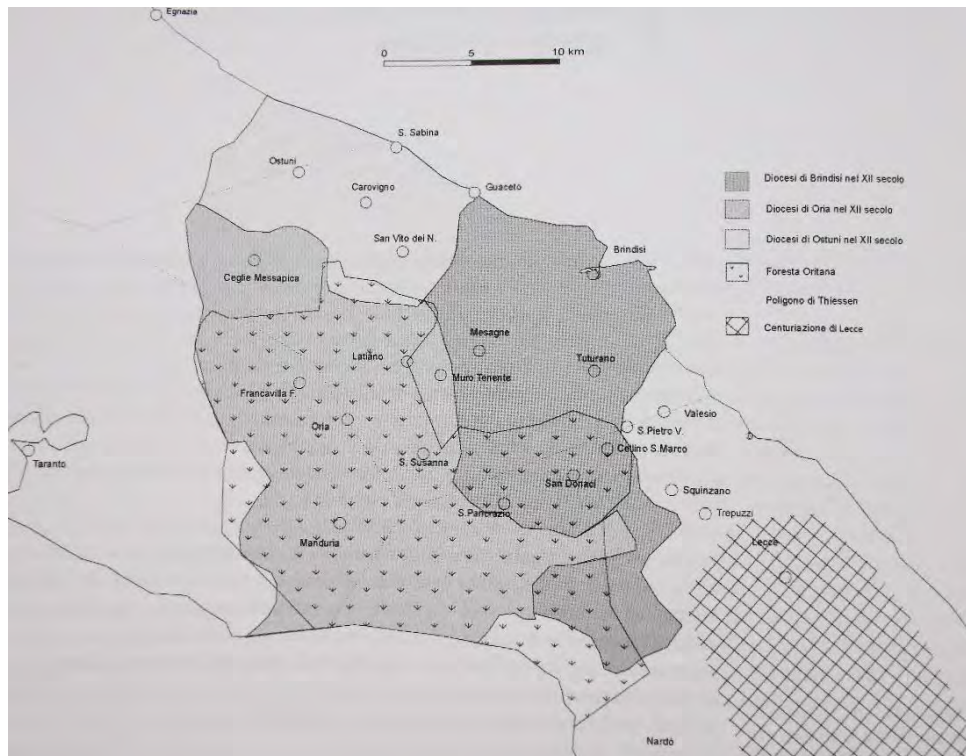 Egnazia
0 5 10 km
S. Sabina
Ostuni
Carovigno
Guaceto
San Vito dei N.
Brindisi
Ceglie Messapica
Mesagne
Latiano
Muro Tenente
Tuturano
Francavilla F.
Oria
Valesio
S. Pietro V.
Cellino S.Marco
S. Susanna
Taranto
San Donaci
Squinzano
S.Pancrazio
Trepuzzi
Manduria
Lecce
Nardò
Diocesi di Brindisi nel XII secolo
Diocesi di Oria nel XII secolo
Diocesi di Ostuni nel XII secolo
Foresta Oritana
Poligono di Thiessen
Centuriazione di Lecce